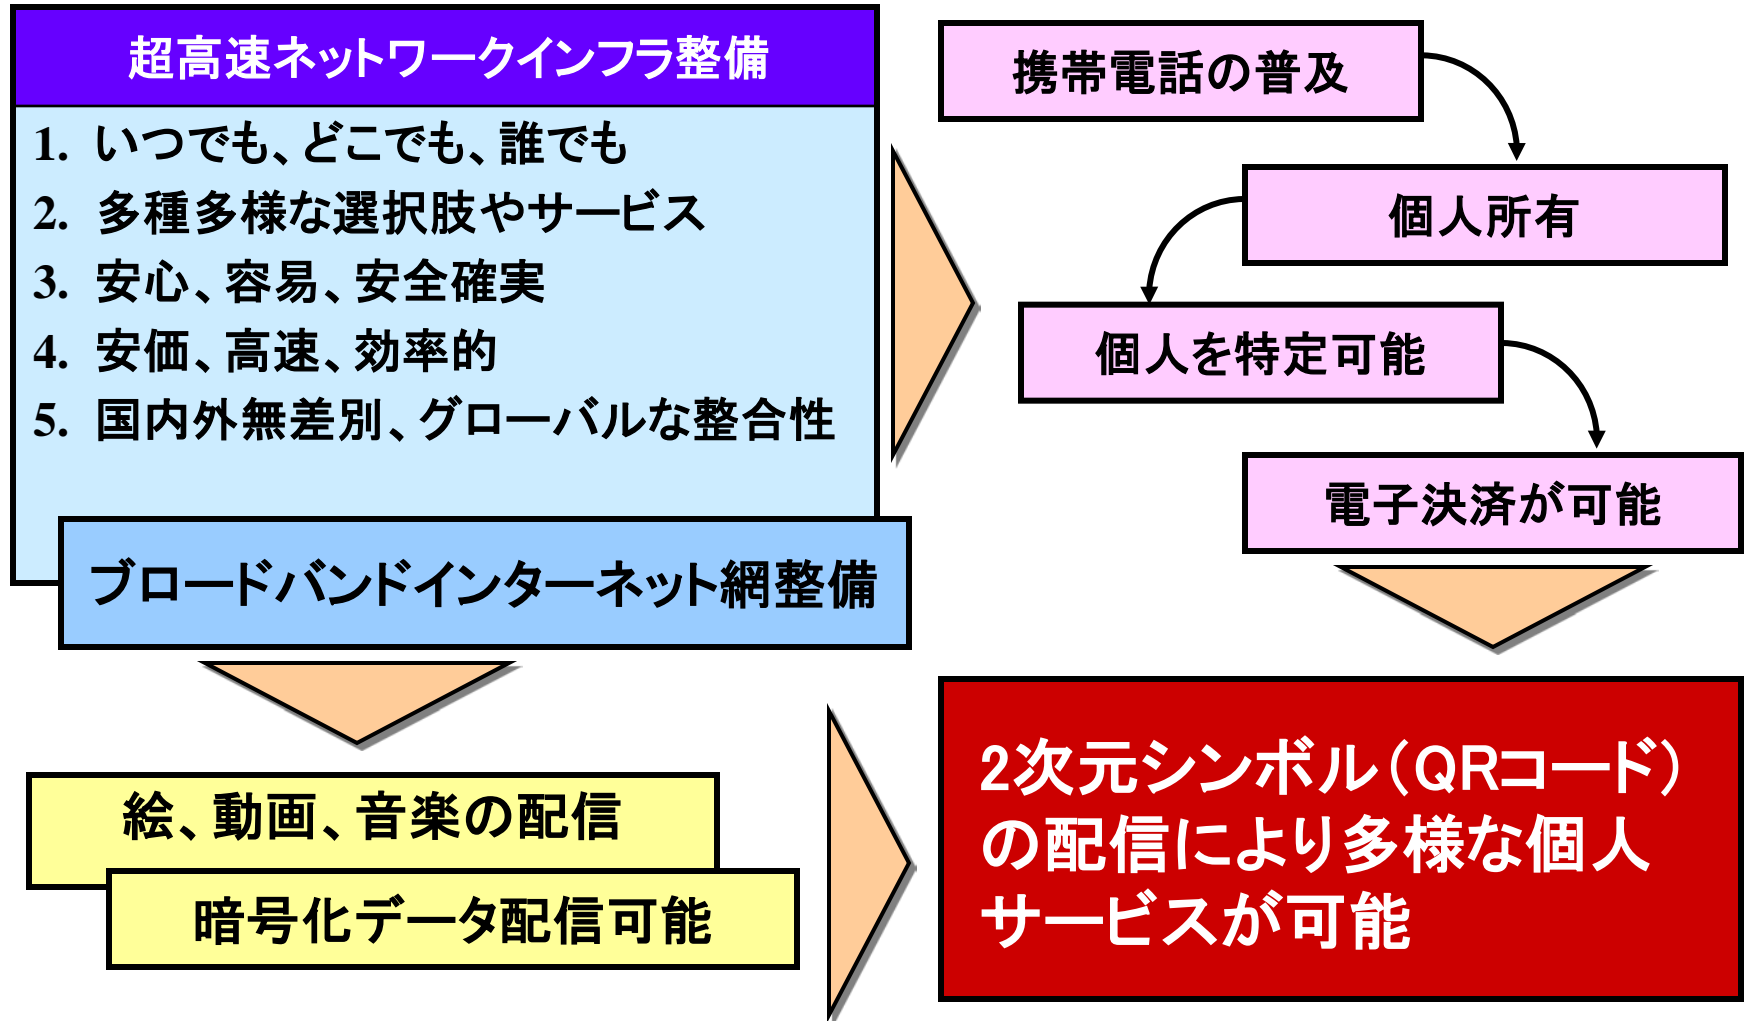 超高速ネットワークインフラ整備
1. いつでも、どこでも、誰でも
2. 多種多様な選択肢やサービス
3. 安心、容易、安全確実
4. 安価、高速、効率的
5. 国内外無差別、グローバルな整合性
ブロードバンドインターネット網整備
絵、動画、音楽の配信
暗号化データ配信可能
携帯電話の普及
個人所有
個人を特定可能
電子決済が可能
2次元シンボル（QRコード）
の配信により多様な個人
サービスが可能